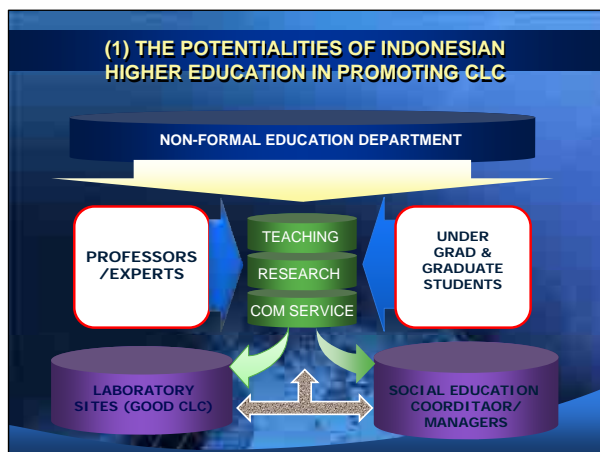 (1) THE POTENTIALITIES OF INDONESIAN
HIGHER EDUCATION IN PROMOTING CLC
NON-FORMAL EDUCATION DEPARTMENT
PROFESSORS
/EXPERTS
TEACHING
RESEARCH
COM SERVICE
UNDER
GRAD &
GRADUATE
STUDENTS
LABORATORY
SITES (GOOD CLC)
SOCIAL EDUCATION
COORDITAOR/
MANAGERS